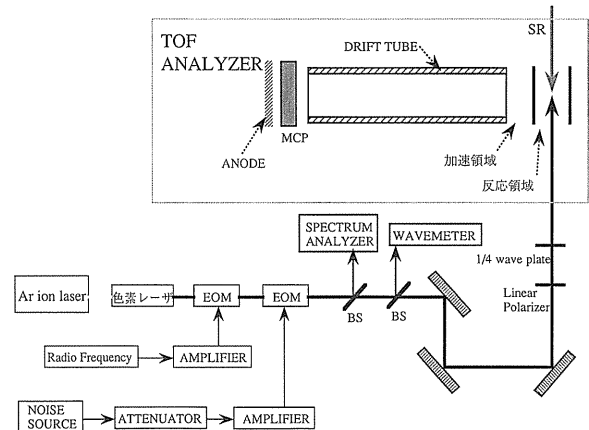 SR
TOF
ANALYZER
DRIFT TUBE
MCP
ANODE
加速領域
反応領域
SPECTRUM
ANALYZER
WAVEMETER
1/4 wave plate
Linear
Polarizer
Ar ion laser
色素レーザ
EOM
EOM
BS
BS
Radio Frequency
AMPLIFIER
NOISE
SOURCE
ATTENUATOR
AMPLIFIER